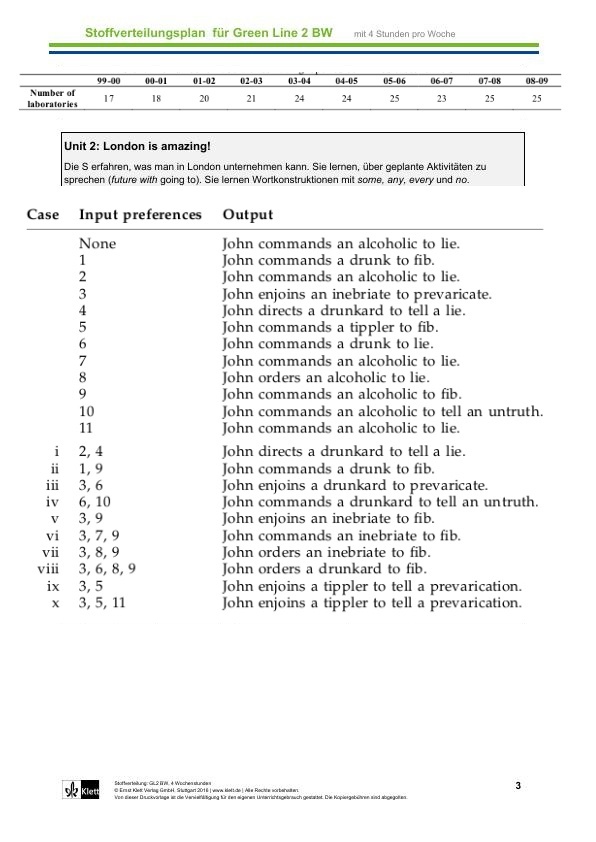 Stoffverteilungsplan für Green Line 2 BW mit 4 Stunden pro Woche
99-00 00-01 01-02 02-03 03-04 04-05 05-06 06-07 07-08 08-09
Number of laboratories 17 18 20 21 24 24 25 23 25 25
Unit 2: London is amazing!
Die S erfahren, was man in London unternehmen kann. Sie lernen, über geplante Aktivitäten zu
sprechen (future with going to). Sie lernen Wortkonstruktionen mit some, any, every und no.
Case Input preferences Output
None John commands an alcoholic to lie.
1 John commands a drunk to fib.
2 John commands an alcoholic to lie.
3 John enjoins an inebriate to prevaricate.
4 John directs a drunkard to tell a lie.
5 John commands a tippler to fib.
6 John commands a drunk to lie.
7 John commands an alcoholic to lie.
8 John orders an alcoholic to lie.
9 John commands an alcoholic to fib.
10 John commands an alcoholic to tell an untruth.
11 John commands an alcoholic to lie.
i 2, 4 John directs a drunkard to tell a lie.
ii 1, 9 John commands a drunk to fib.
iii 3, 6 John enjoins a drunkard to prevaricate.
iv 6, 10 John commands a drunkard to tell an untruth.
v 3, 9 John enjoins an inebriate to fib.
vi 3, 7, 9 John commands an inebriate to fib.
vii 3, 8, 9 John orders an inebriate to fib.
viii 3, 6, 8, 9 John orders a drunkard to fib.
ix 3, 5 John enjoins a tippler to tell a prevarication.
x 3, 5, 11 John enjoins a tippler to tell a prevarication.
Klett
Stoffverteilung: GL2 BW, 4 Wochenstunden
© Ernst Klett Verlag GmbH, Stuttgart 2016 | www.klett.de | Alle Rechte vorbehalten.
Von dieser Druckvorlage ist die Vervielfältigung für den eigenen Unterrichtsgebrauch gestattet. Die Kopiergebühren sind abgegolten.
3